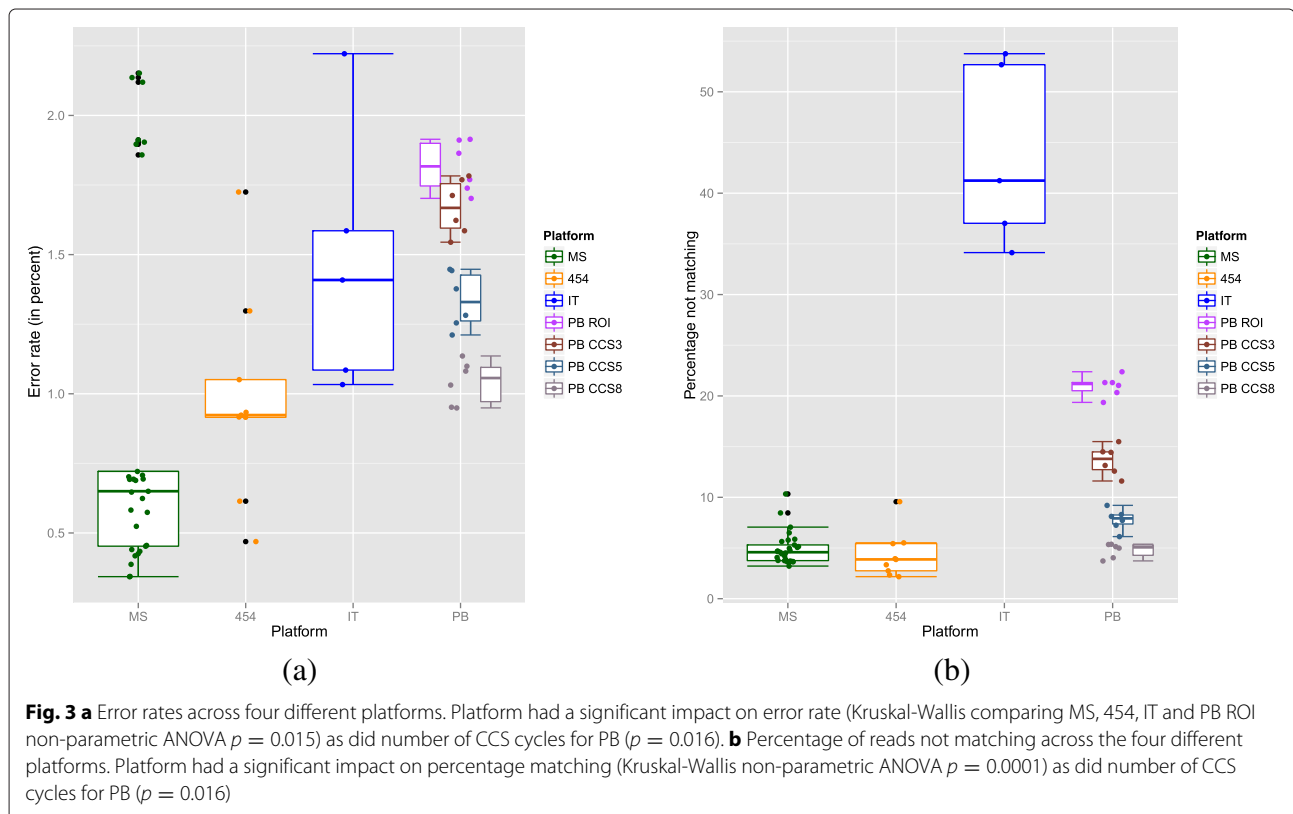 2.0
1.5
1.0
0.5
Error rate (in percent)
MS
454
IT
PB
Platform
Platform
MS
454
IT
PB ROI
PB CCS3
PB CCS5
PB CCS8
(a)
50
40
30
20
10
0
Percentage not matching
MS
454
IT
PB
Platform
Platform
MS
454
IT
PB ROI
PB CCS3
PB CCS5
PB CCS8
(b)
Fig. 3 a Error rates across four different platforms. Platform had a significant impact on error rate (Kruskal-Wallis comparing MS, 454, IT and PB ROI
non-parametric ANOVA p = 0.015) as did number of CCS cycles for PB (p = 0.016). b Percentage of reads not matching across the four different
platforms. Platform had a significant impact on percentage matching (Kruskal-Wallis non-parametric ANOVA p = 0.0001) as did number of CCS
cycles for PB (p = 0.016)